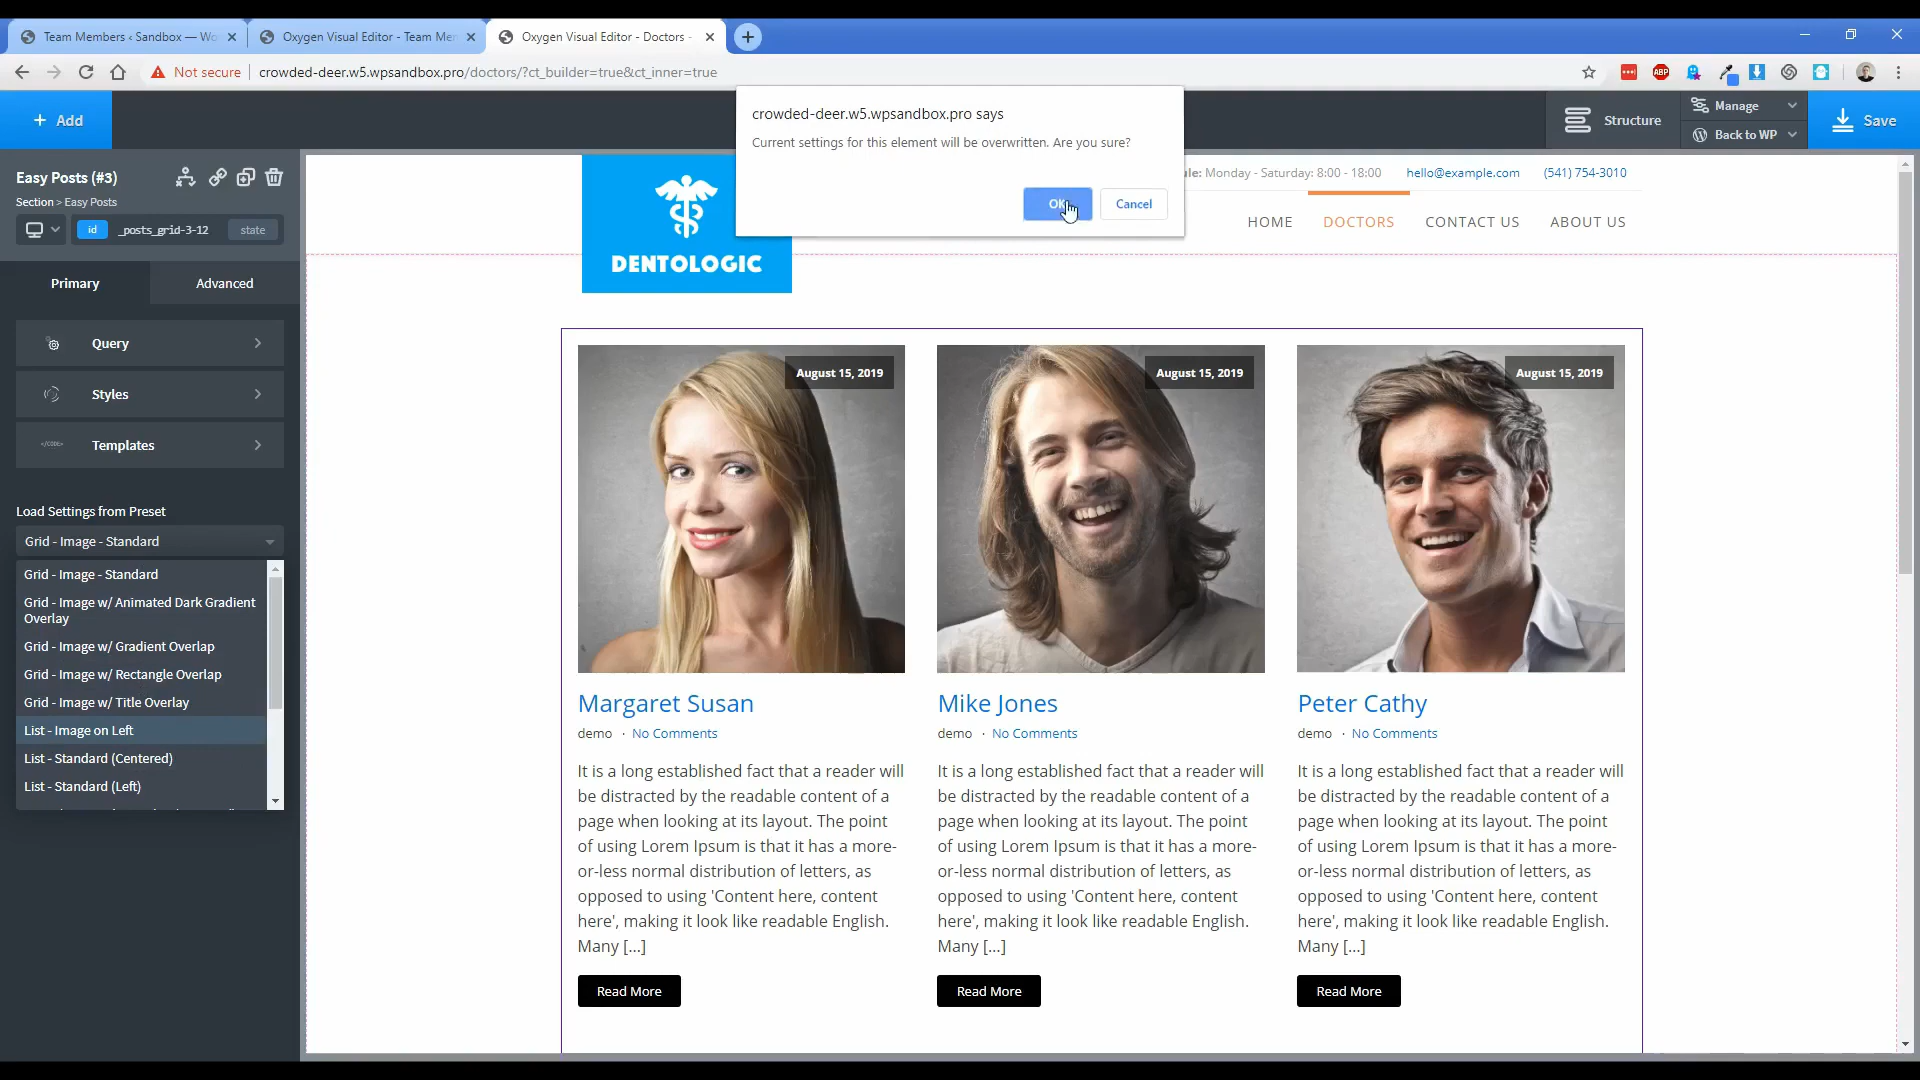 Team Members ‹ Sandbox — Wo
Oxygen Visual Editor - Team Mem
Oxygen Visual Editor - Doctors -
Not secure
crowded-deer.w5.wpsandbox.pro/doctors/?ct_builder=true&ct_inner=true
ABP
+ Add
crowded-deer.w5.wpsandbox.pro says
Current settings for this element will be overwritten. Are you sure?
OK
Cancel
Structure
Manage
Back to WP
Save
Easy Posts (#3)
Section > Easy Posts
id
_posts_grid-3-12
state
Primary
Advanced
Query
Styles
Templates
Load Settings from Preset
Grid - Image - Standard
Grid - Image - Standard
Grid - Image w/ Animated Dark Gradient
Overlay
Grid - Image w/ Gradient Overlap
Grid - Image w/ Rectangle Overlap
Grid - Image w/ Title Overlay
List - Image on Left
List - Standard (Centered)
List - Standard (Left)
DENTOLOGIC
ule: Monday - Saturday: 8:00 - 18:00
hello@example.com
(541) 754-3010
HOME
DOCTORS
CONTACT US
ABOUT US
August 15, 2019
Margaret Susan
demo · No Comments
It is a long established fact that a reader will
be distracted by the readable content of a
page when looking at its layout. The point
of using Lorem Ipsum is that it has a more-
or-less normal distribution of letters, as
opposed to using 'Content here, content
here', making it look like readable English.
Many [...]
Read More
August 15, 2019
Mike Jones
demo · No Comments
It is a long established fact that a reader will
be distracted by the readable content of a
page when looking at its layout. The point
of using Lorem Ipsum is that it has a more-
or-less normal distribution of letters, as
opposed to using 'Content here, content
here', making it look like readable English.
Many [...]
Read More
August 15, 2019
Peter Cathy
demo · No Comments
It is a long established fact that a reader will
be distracted by the readable content of a
page when looking at its layout. The point
of using Lorem Ipsum is that it has a more-
or-less normal distribution of letters, as
opposed to using 'Content here, content
here', making it look like readable English.
Many [...]
Read More